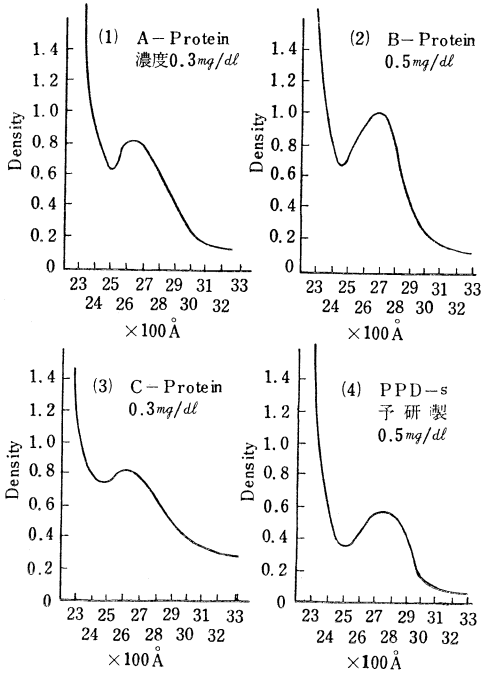 (1) A－Protein
濃度0.3mg/dl
Density
1.4
1.2
1.0
0.8
0.6
0.4
0.2
0
23 25 27 29 31 33
24 26 28 30 32
×100Å
(2) B－Protein
0.5mg/dl
Density
1.4
1.2
1.0
0.8
0.6
0.4
0.2
0
23 25 27 29 31 33
24 26 28 30 32
×100Å
(3) C－Protein
0.3mg/dl
Density
1.4
1.2
1.0
0.8
0.6
0.4
0.2
0
23 25 27 29 31 33
24 26 28 30 32
×100Å
(4) PPD－s
予研製
0.5mg/dl
Density
1.4
1.2
1.0
0.8
0.6
0.4
0.2
0
23 25 27 29 31 33
24 26 28 30 32
×100Å